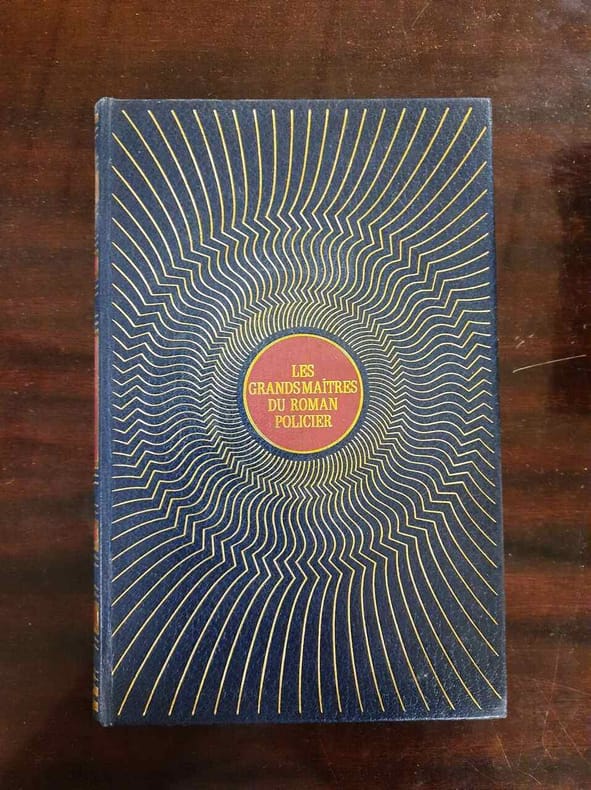 LES
GRANDS MAÎTRES
DU ROMAN
POLICIER